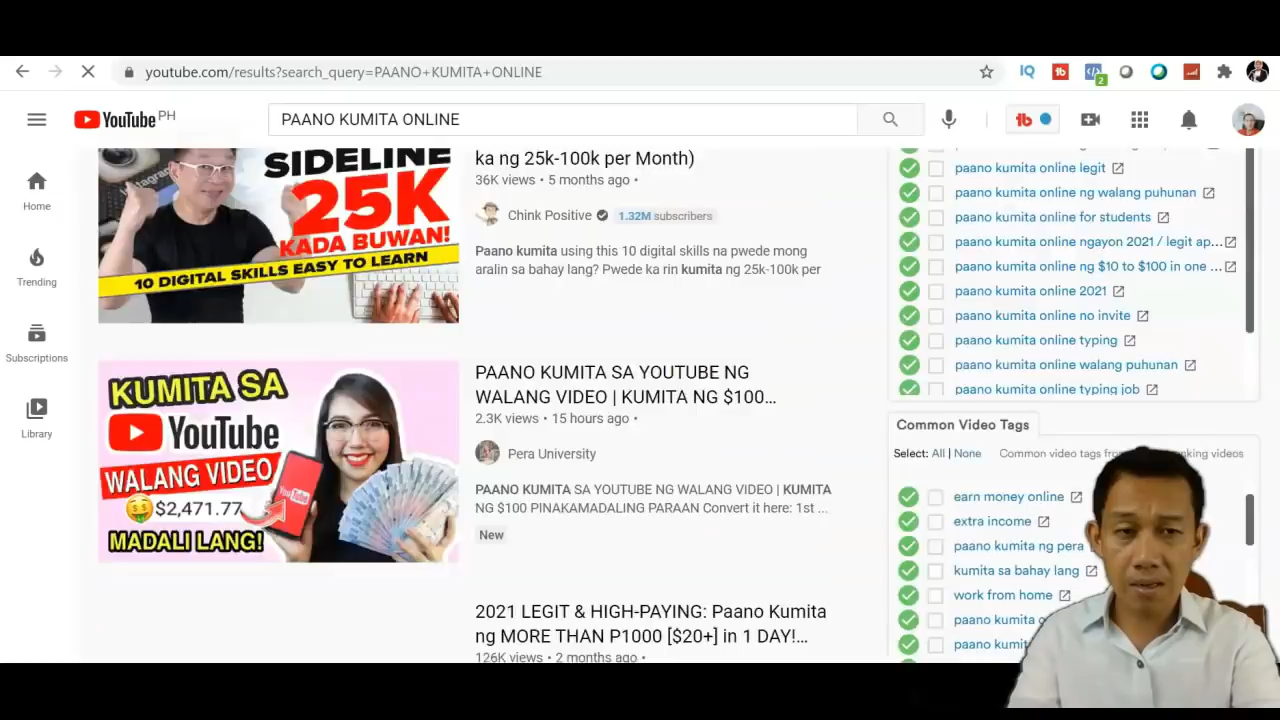 youtube.com/results?search_query=PAANO+KUMITA+ONLINE
IQ
tb
2
YouTube PH
PAANO KUMITA ONLINE
tb
Home
Trending
Subscriptions
Library
SIDELINE
25K
KADA BUWAN!
10 DIGITAL SKILLS EASY TO LEARN
ka ng 25k-100k per Month)
36K views • 5 months ago •
Chink Positive 1.32M subscribers
Paano kumita using this 10 digital skills na pwede mong
aralin sa bahay lang? Pwede ka rin kumita ng 25k-100k per
KUMITA SA
YouTube
WALANG VIDEO
$2,471.77
MADALI LANG!
PAANO KUMITA SA YOUTUBE NG
WALANG VIDEO | KUMITA NG $100...
2.3K views • 15 hours ago •
Pera University
PAANO KUMITA SA YOUTUBE NG WALANG VIDEO | KUMITA
NG $100 PINAKAMADALING PARAAN Convert it here: 1st ...
New
2021 LEGIT & HIGH-PAYING: Paano Kumita
ng MORE THAN P1000 [$20+] in 1 DAY!...
126K views • 2 months ago •
paano kumita online legit
paano kumita online ng walang puhunan
paano kumita online for students
paano kumita online ngayon 2021 / legit ap...
paano kumita online ng $10 to $100 in one ...
paano kumita online 2021
paano kumita online no invite
paano kumita online typing
paano kumita online walang puhunan
paano kumita online typing job
Common Video Tags
Select: All | None Common video tags from videos
earn money online
extra income
paano kumita ng pera
kumita sa bahay lang
work from home
paano kumita
paano